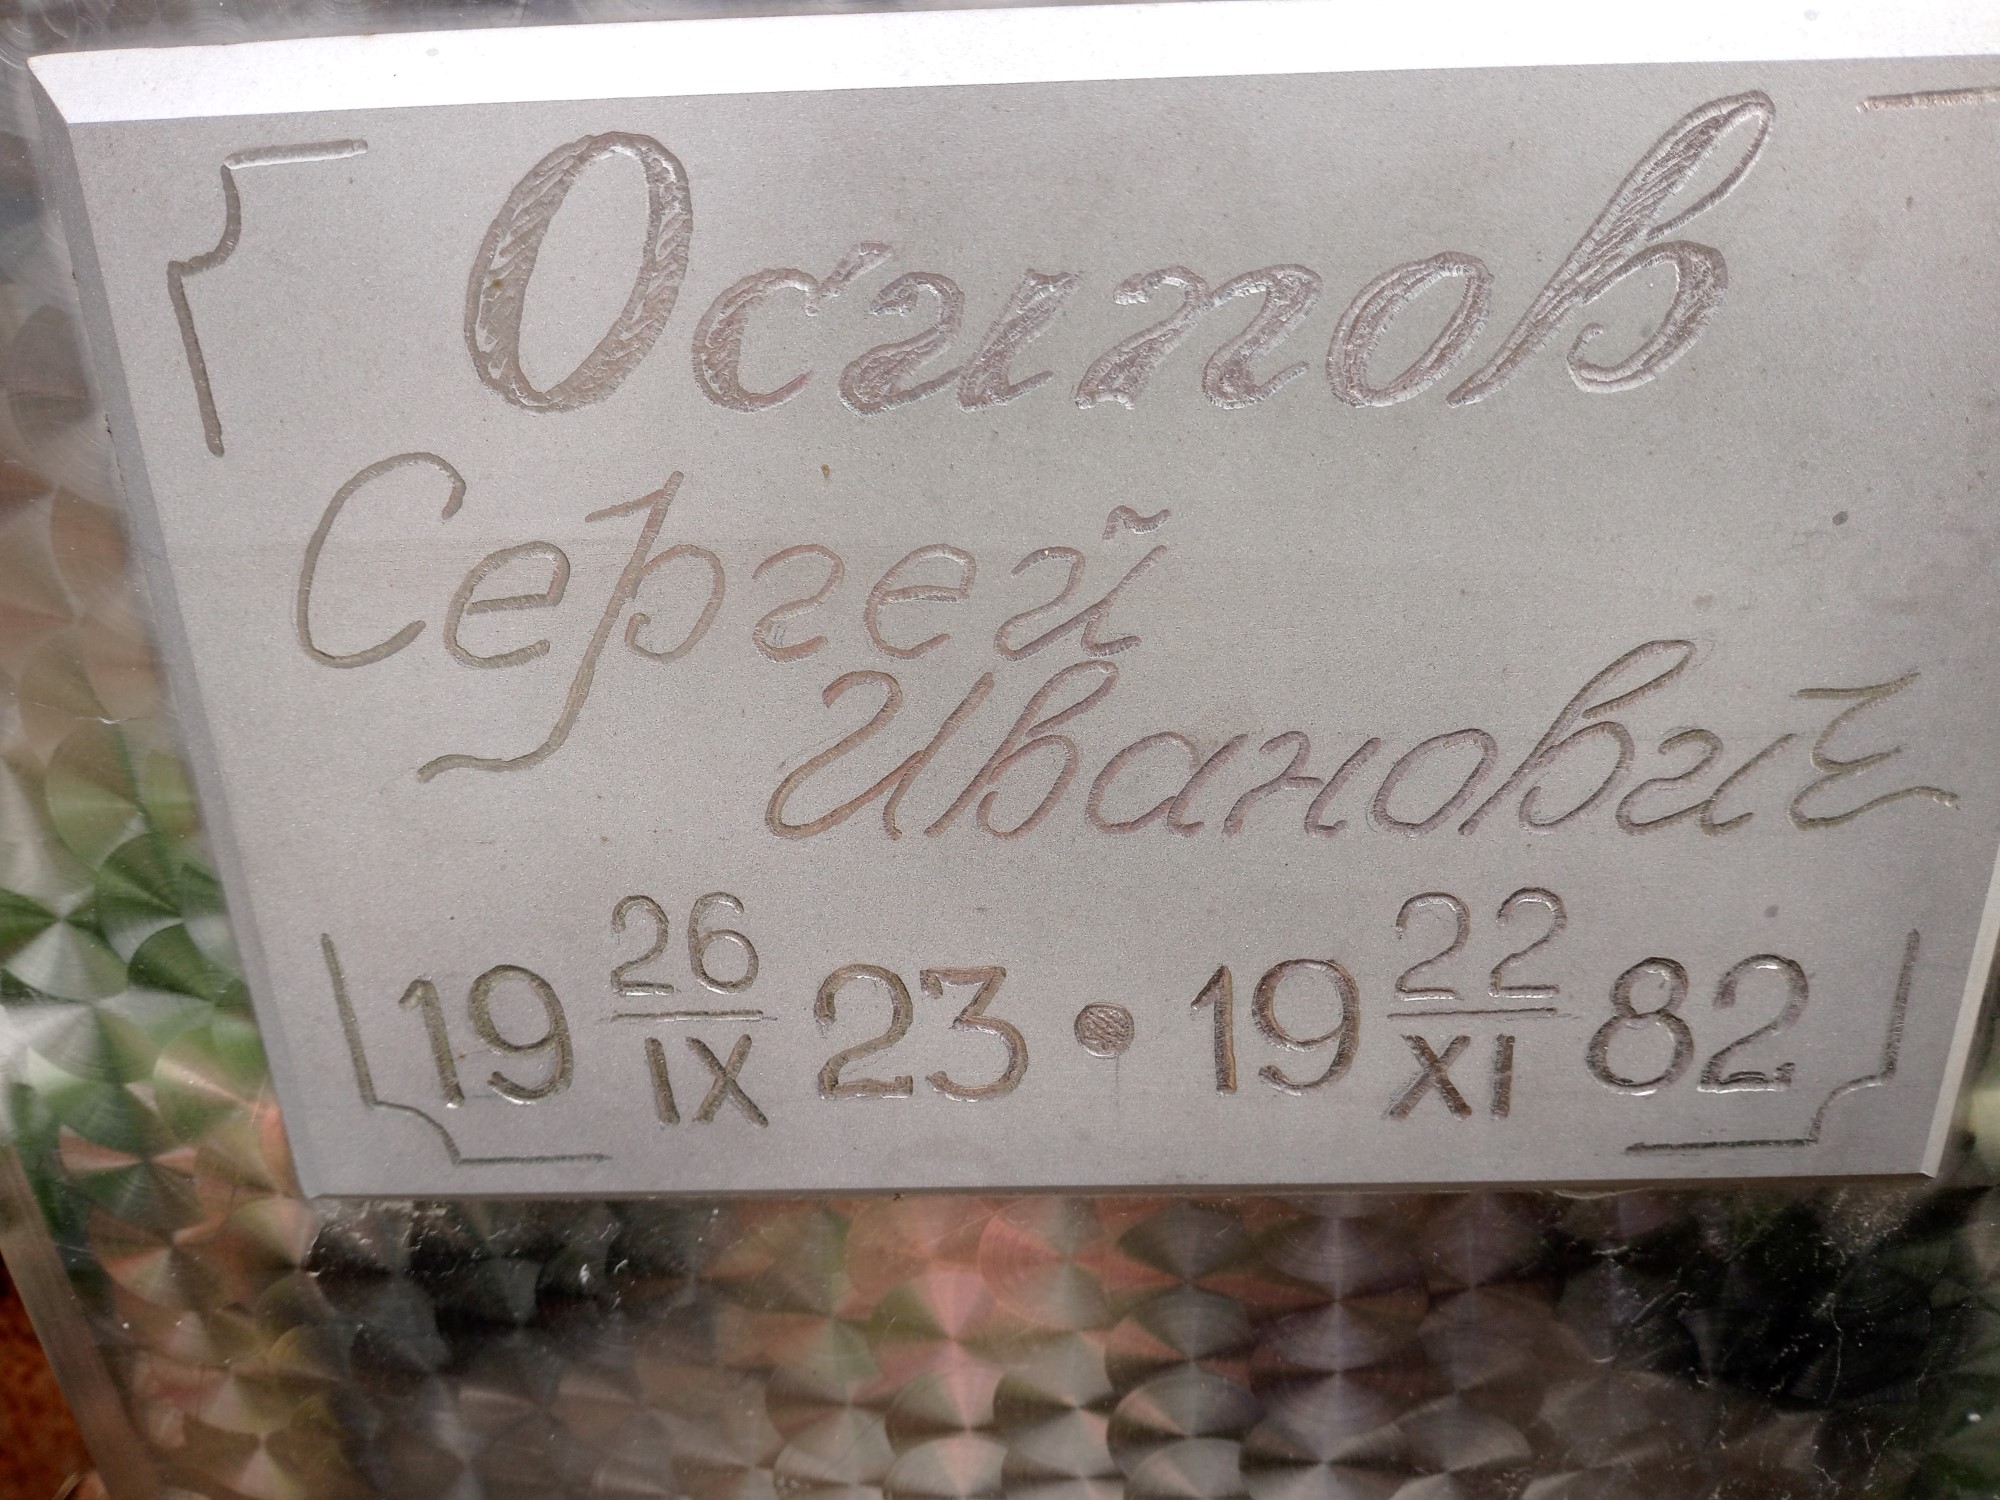 Осипов
Сергей
Иванович
19 26/IX 23 • 19 22/XI 82